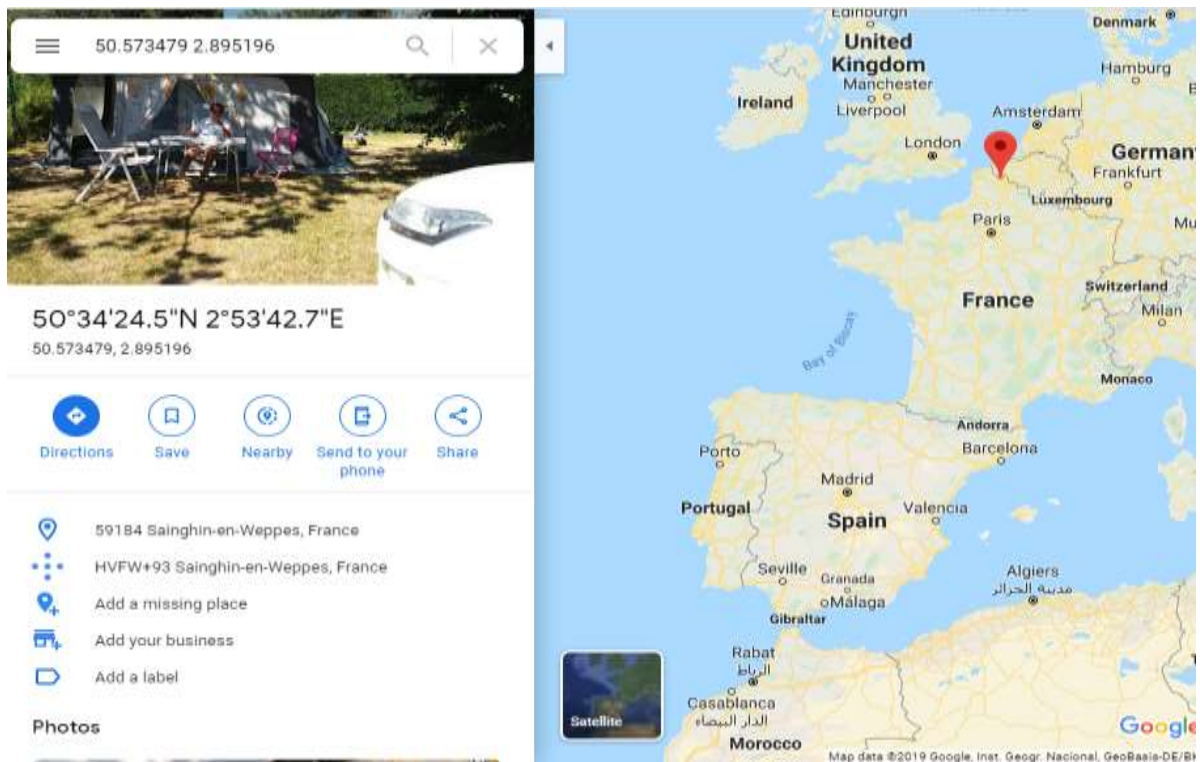 50.573479 2.895196
50°34'24.5"N 2°53'42.7"E
50.573479, 2.895196
Directions
Save
Nearby
Send to your
phone
Share
59184 Sainghin-en-Weppes, France
HVFW+93 Sainghin-en-Weppes, France
Add a missing place
Add your business
Add a label
Photos
Edinburgh
Denmark
United
Kingdom
Hamburg
Manchester
Ireland
Liverpool
Amsterdam
London
German
Frankfurt
Luxembourg
Paris
Mu
Switzerland
France
Milan
Bay of Biscay
Monaco
Andorra
Porto
Barcelona
Madrid
Portugal
Valencia
Spain
Seville
Granada
Algiers
مدينة الجزائر
Málaga
Gibraltar
Rabat
الرباط
Casablanca
الدار البيضاء
Satellite
Google
Morocco
Map data ©2019 Google, Inst. Geogr. Nacional, GeoBasis-DE/B